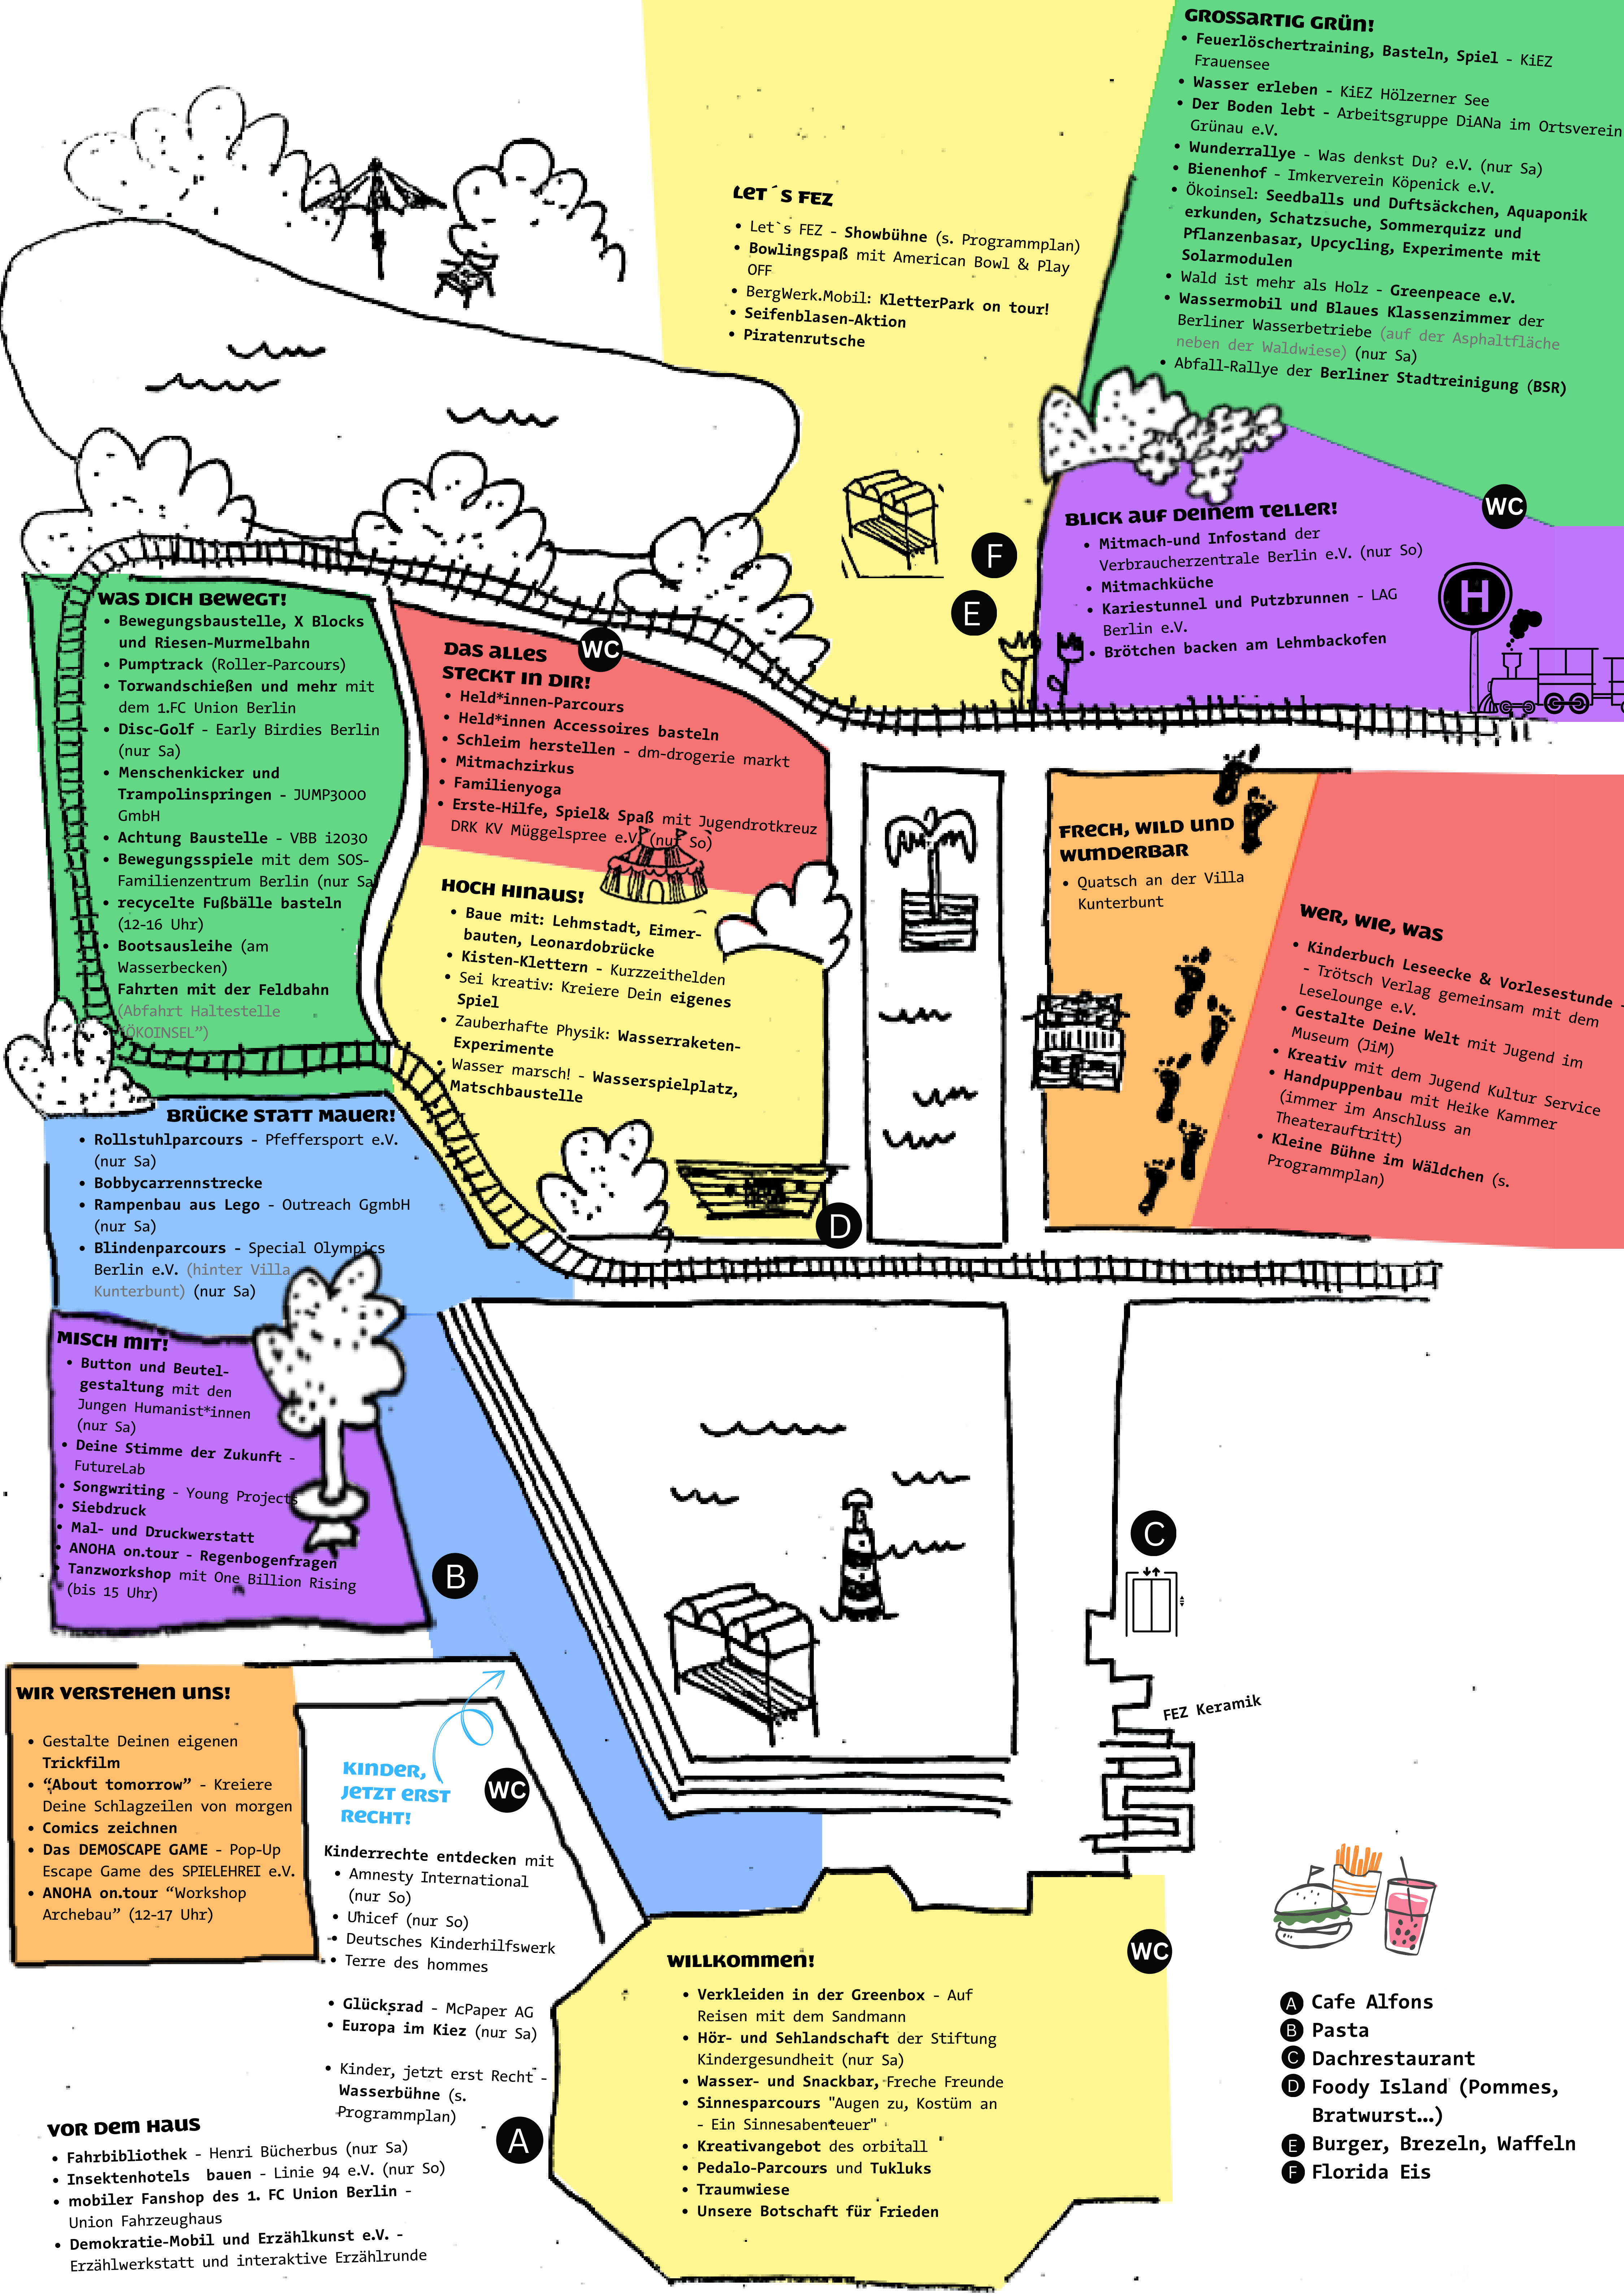 GROSSARTIG GRÜN!
• Feuerlöschertraining, Basteln, Spiel - KiEZ
Frauensee
• Wasser erleben - KiEZ Hölzerner See
• Der Boden lebt - Arbeitsgruppe DiANa im Ortsverein
Grünau e.V.
• Wunderrallye - Was denkst Du? e.V. (nur Sa)
• Bienenhof - Imkerverein Köpenick e.V.
• Ökoinsel: Seedballs und Duftsäckchen, Aquaponik
erkunden, Schatzsuche, Sommerquizz und
Pflanzenbasar, Upcycling, Experimente mit
Solarmodulen
• Wald ist mehr als Holz - Greenpeace e.V.
• Wassermobil und Blaues Klassenzimmer der
Berliner Wasserbetriebe (auf der Asphaltfläche
neben der Waldwiese) (nur Sa)
• Abfall-Rallye der Berliner Stadtreinigung (BSR)
LET´S FEZ
• Let`s FEZ - Showbühne (s. Programmplan)
• Bowlingspaß mit American Bowl & Play
OFF
• BergWerk.Mobil: KletterPark on tour!
• Seifenblasen-Aktion
• Piratenrutsche
WC
BLICK AUF DEINEM TELLER!
• Mitmach-und Infostand der
Verbraucherzentrale Berlin e.V. (nur So)
• Mitmachküche
• Kariestunnel und Putzbrunnen - LAG
Berlin e.V.
• Brötchen backen am Lehmbackofen
H
F
E
WAS DICH BEWEGT!
• Bewegungsbaustelle, X Blocks
und Riesen-Murmelbahn
• Pumptrack (Roller-Parcours)
• Torwandschießen und mehr mit
dem 1.FC Union Berlin
• Disc-Golf - Early Birdies Berlin
(nur Sa)
• Menschenkicker und
Trampolinspringen - JUMP3000
GmbH
• Achtung Baustelle - VBB i2030
• Bewegungsspiele mit dem SOS-
Familienzentrum Berlin (nur Sa)
• recycelte Fußbälle basteln
(12-16 Uhr)
• Bootsausleihe (am
Wasserbecken)
Fahrten mit der Feldbahn
(Abfahrt Haltestelle
"ÖKOINSEL")
WC
DAS ALLES
STECKT IN DIR!
• Held*innen-Parcours
• Held*innen Accessoires basteln
• Schleim herstellen - dm-drogerie markt
• Mitmachzirkus
• Familienyoga
• Erste-Hilfe, Spiel& Spaß mit Jugendrotkreuz
DRK KV Müggelspree e.V. (nur So)
HOCH HINAUS!
• Baue mit: Lehmstadt, Eimer-
bauten, Leonardobrücke
• Kisten-Klettern - Kurzzeithelden
• Sei kreativ: Kreiere Dein eigenes
Spiel
• Zauberhafte Physik: Wasserraketen-
Experimente
• Wasser marsch! - Wasserspielplatz,
Matschbaustelle
D
FRECH, WILD UND
WUNDERBAR
• Quatsch an der Villa
Kunterbunt
WER, WIE, WAS
• Kinderbuch Leseecke & Vorlesestunde -
- Trötsch Verlag gemeinsam mit dem
Leselounge e.V.
• Gestalte Deine Welt mit Jugend im
Museum (JiM)
• Kreativ mit dem Jugend Kultur Service
• Handpuppenbau mit Heike Kammer
(immer im Anschluss an
Theaterauftritt)
• Kleine Bühne im Wäldchen (s.
Programmplan)
BRÜCKE STATT MAUER!
• Rollstuhlparcours - Pfeffersport e.V.
(nur Sa)
• Bobbycarrennstrecke
• Rampenbau aus Lego - Outreach GgmbH
(nur Sa)
• Blindenparcours - Special Olympics
Berlin e.V. (hinter Villa
Kunterbunt) (nur Sa)
MISCH MIT!
• Button und Beutel-
gestaltung mit den
Jungen Humanist*innen
(nur Sa)
• Deine Stimme der Zukunft -
FutureLab
• Songwriting - Young Projects
• Siebdruck
• Mal- und Druckwerstatt
• ANOHA on.tour - Regenbogenfragen
• Tanzworkshop mit One Billion Rising
(bis 15 Uhr)
B
C
FEZ Keramik
WIR VERSTEHEN UNS!
• Gestalte Deinen eigenen
Trickfilm
• “About tomorrow” - Kreiere
Deine Schlagzeilen von morgen
• Comics zeichnen
• Das DEMOSCAPE GAME - Pop-Up
Escape Game des SPIELEHREI e.V.
• ANOHA on.tour “Workshop
Archebau” (12-17 Uhr)
KINDER,
JETZT ERST
RECHT!
WC
Kinderrechte entdecken mit
• Amnesty International
(nur So)
• Unicef (nur So)
• Deutsches Kinderhilfswerk
• Terre des hommes
• Glücksrad - McPaper AG
• Europa im Kiez (nur Sa)
• Kinder, jetzt erst Recht -
Wasserbühne (s.
Programmplan)
A
VOR DEM HAUS
• Fahrbibliothek - Henri Bücherbus (nur Sa)
• Insektenhotels bauen - Linie 94 e.V. (nur So)
• mobiler Fanshop des 1. FC Union Berlin -
Union Fahrzeughaus
• Demokratie-Mobil und Erzählkunst e.V. -
Erzählwerkstatt und interaktive Erzählrunde
WILLKOMMEN!
WC
• Verkleiden in der Greenbox - Auf
Reisen mit dem Sandmann
• Hör- und Sehlandschaft der Stiftung
Kindergesundheit (nur Sa)
• Wasser- und Snackbar, Freche Freunde
• Sinnesparcours "Augen zu, Kostüm an
- Ein Sinnesabenteuer"
• Kreativangebot des orbitall
• Pedalo-Parcours und Tukluks
• Traumwiese
• Unsere Botschaft für Frieden
A Cafe Alfons
B Pasta
C Dachrestaurant
D Foody Island (Pommes,
Bratwurst...)
E Burger, Brezeln, Waffeln
F Florida Eis